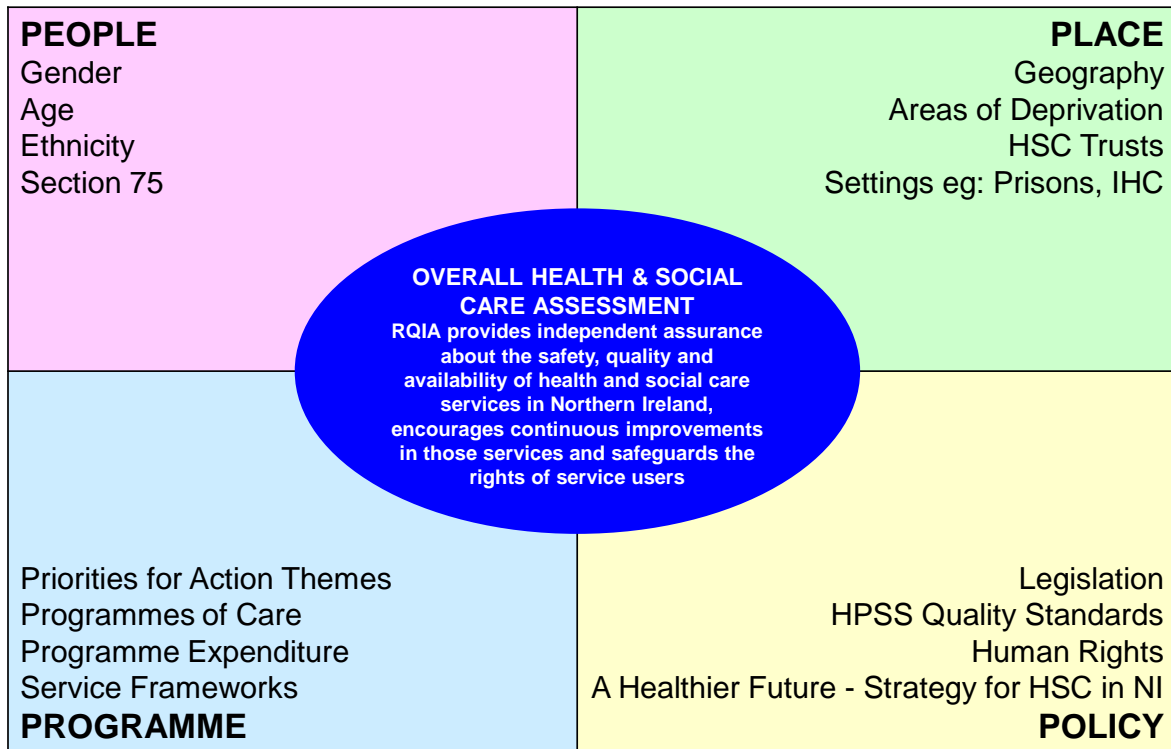 PEOPLE
Gender
Age
Ethnicity
Section 75
PLACE
Geography
Areas of Deprivation
HSC Trusts
Settings eg: Prisons, IHC
OVERALL HEALTH & SOCIAL
CARE ASSESSMENT
RQIA provides independent assurance
about the safety, quality and
availability of health and social care
services in Northern Ireland,
encourages continuous improvements
in those services and safeguards the
rights of service users
Priorities for Action Themes
Programmes of Care
Programme Expenditure
Service Frameworks
PROGRAMME
Legislation
HPSS Quality Standards
Human Rights
A Healthier Future - Strategy for HSC in NI
POLICY